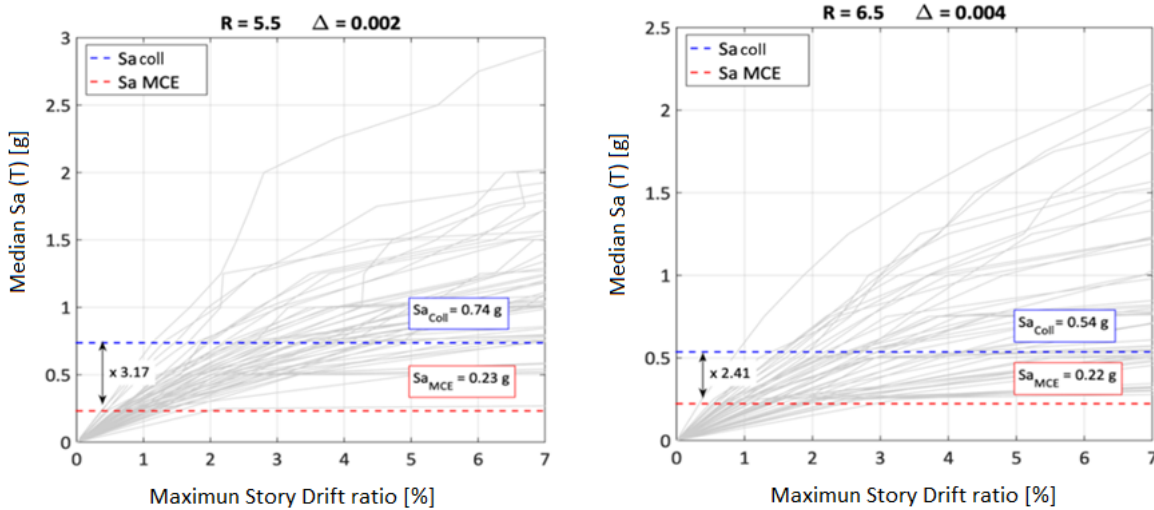 R = 5.5 Δ = 0.002
3
2.5
2
1.5
1
0.5
0
Median Sa (T) [g]
Sa coll
Sa MCE
Sa Coll = 0.74 g
x 3.17
Sa MCE = 0.23 g
0 1 2 3 4 5 6 7
Maximun Story Drift ratio [%]
R = 6.5 Δ = 0.004
2.5
2
1.5
1
0.5
0
Median Sa (T) [g]
Sa coll
Sa MCE
Sa Coll = 0.54 g
x 2.41
Sa MCE = 0.22 g
0 1 2 3 4 5 6 7
Maximun Story Drift ratio [%]